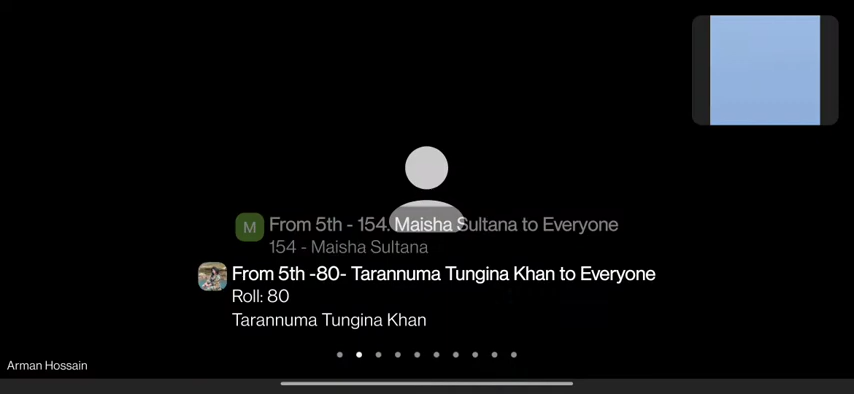 M
From 5th - 154. Maisha Sultana to Everyone
154 - Maisha Sultana
From 5th -80- Tarannuma Tungina Khan to Everyone
Roll: 80
Tarannuma Tungina Khan
Arman Hossain